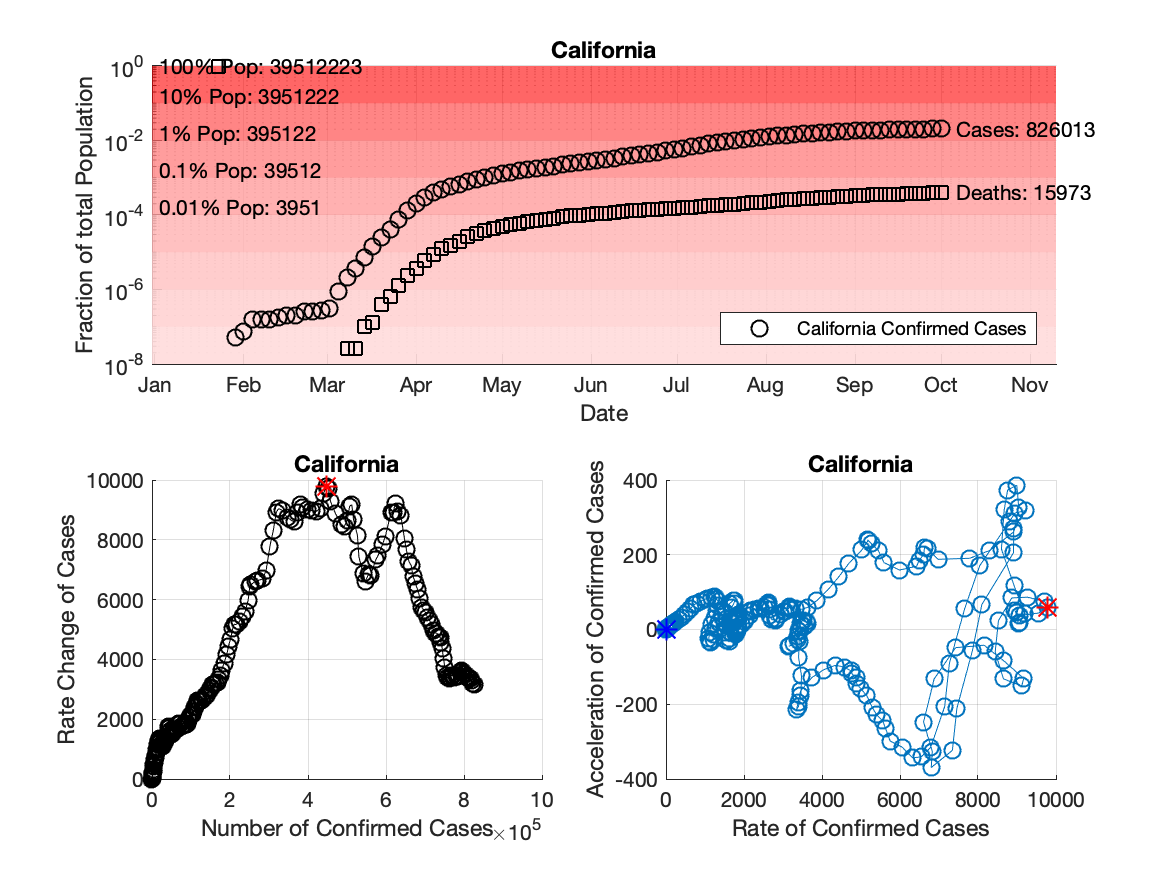 California
Fraction of total Population
10^0
10^-2
10^-4
10^-6
10^-8
100% Pop: 39512223
10% Pop: 3951222
1% Pop: 395122
0.1% Pop: 39512
0.01% Pop: 3951
Cases: 826013
Deaths: 15973
California Confirmed Cases
Jan Feb Mar Apr May Jun Jul Aug Sep Oct Nov
Date
California
Rate Change of Cases
10000
8000
6000
4000
2000
0
0 2 4 6 8 10
Number of Confirmed Cases
×10^5
California
Acceleration of Confirmed Cases
400
200
0
-200
-400
0 2000 4000 6000 8000 10000
Rate of Confirmed Cases